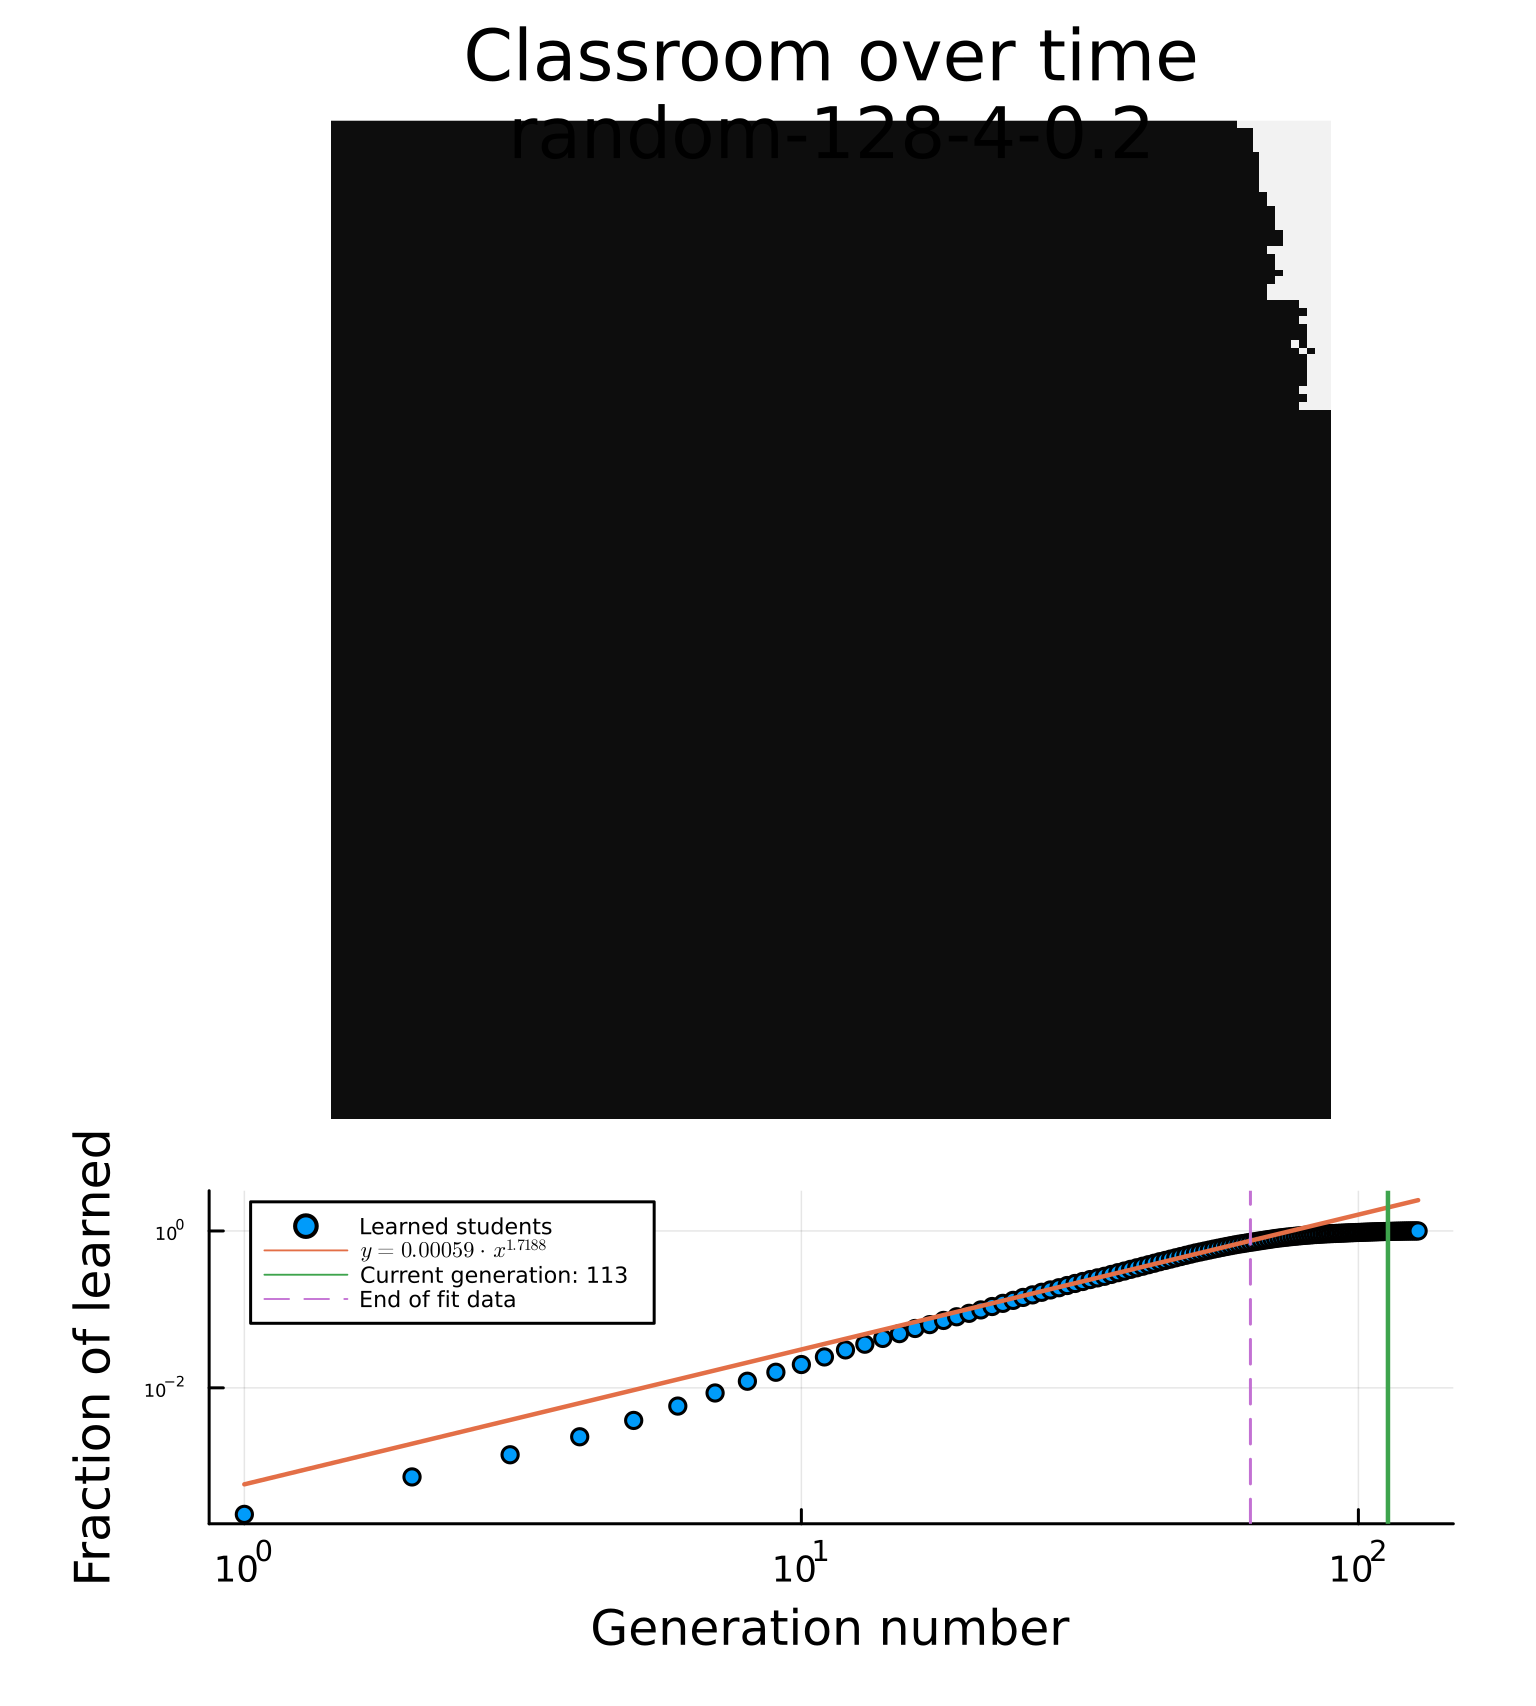 Classroom over time
random-128-4-0.2
Fraction of learned
10⁰
10⁻²
Learned students
y = 0.00059 · x^1.7188
Current generation: 113
End of fit data
10⁰ 10¹ 10²
Generation number